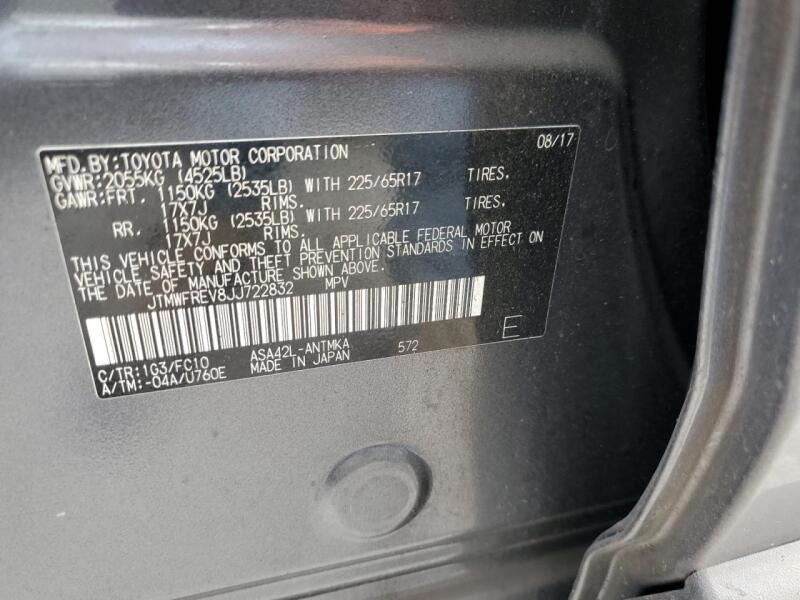 MFD.BY:TOYOTA MOTOR CORPORATION 08/17
GVWR:2055KG (4525LB)
GAWR:FRT. 1150KG (2535LB) WITH 225/65R17 TIRES.
17X7J RIMS.
RR. 1150KG (2535LB) WITH 225/65R17 TIRES.
17X7J RIMS.
THIS VEHICLE CONFORMS TO ALL APPLICABLE FEDERAL MOTOR
VEHICLE SAFETY AND THEFT PREVENTION STANDARDS IN EFFECT ON
THE DATE OF MANUFACTURE SHOWN ABOVE.
JTMWFREV8JJ722832 MPV
E
C/TR:1G3/FC10 ASA42L-ANTMKA 572
A/TM:-04A/U760E MADE IN JAPAN